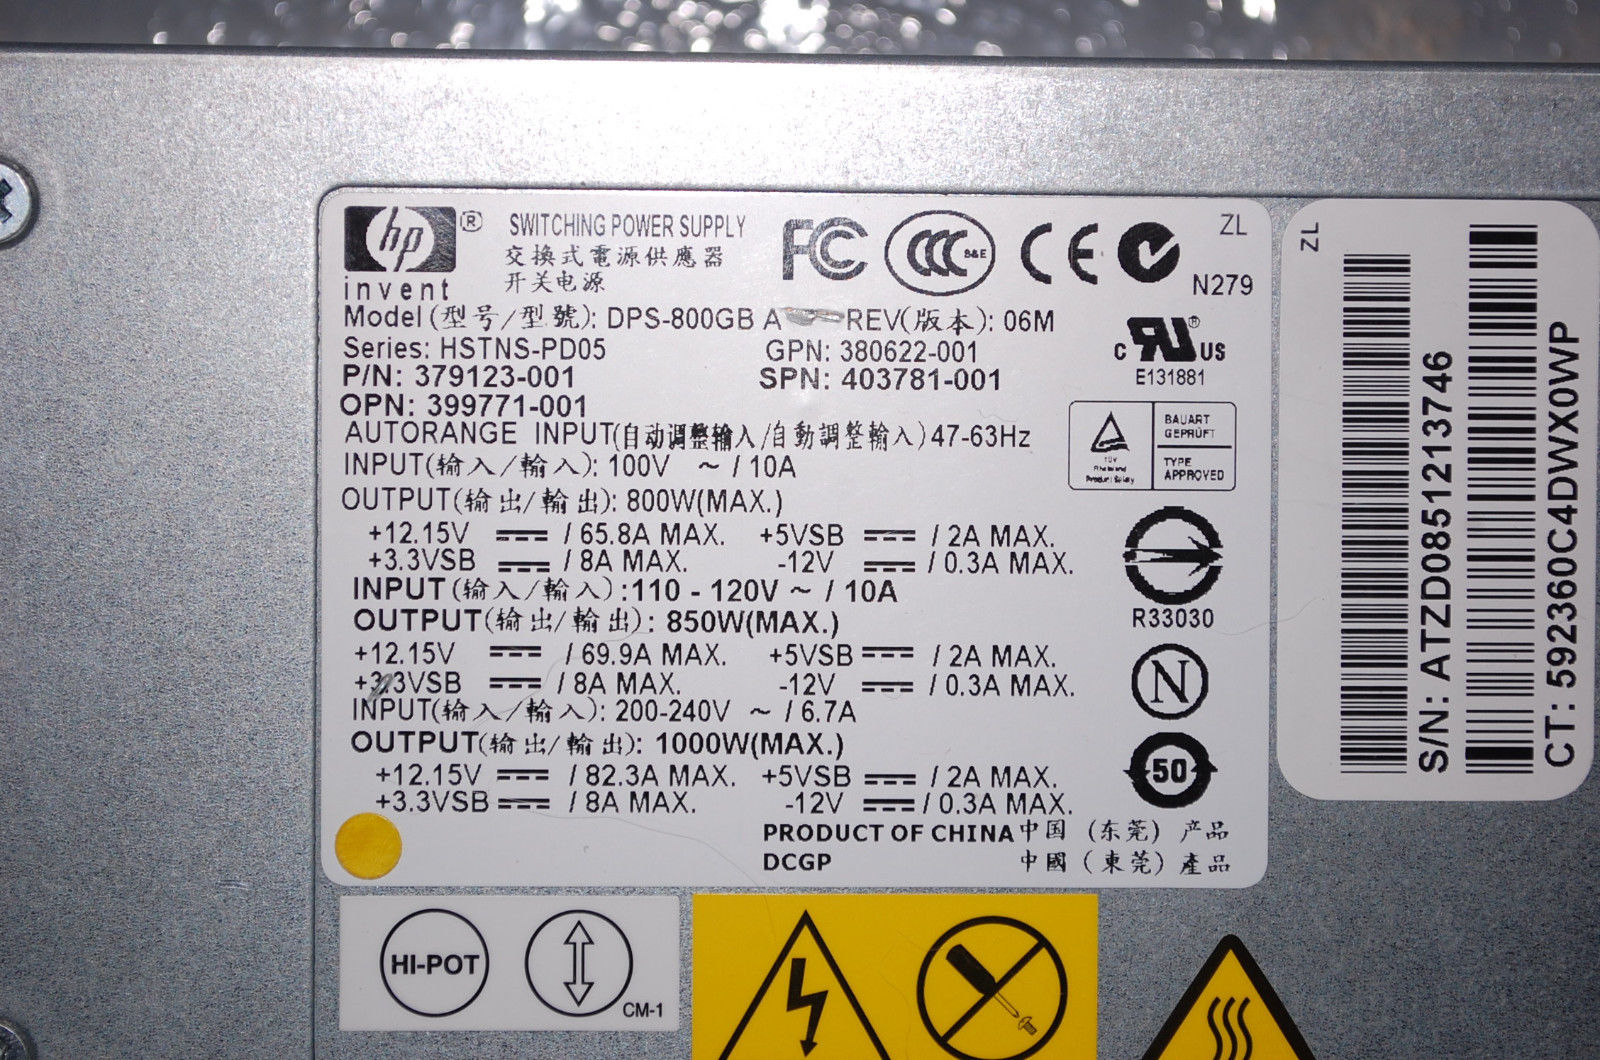 hp ® SWITCHING POWER SUPPLY
交換式電源供應器
invent 开关电源
FC CCC S&E CE N279 ZL
Model(型号/型號): DPS-800GB A REV(版本): 06M
Series: HSTNS-PD05 GPN: 380622-001
P/N: 379123-001 SPN: 403781-001
OPN: 399771-001
c RU ® US
E131881
AUTORANGE INPUT(自动调整输入/自動調整輸入)47-63Hz
INPUT(输入/輸入): 100V ~ / 10A
OUTPUT(输出/輸出): 800W(MAX.)
+12.15V / 65.8A MAX. +5VSB / 2A MAX.
+3.3VSB / 8A MAX. -12V / 0.3A MAX.
INPUT(输入/輸入):110 - 120V ~ / 10A
OUTPUT(输出/輸出): 850W(MAX.)
+12.15V / 69.9A MAX. +5VSB / 2A MAX.
+3.3VSB / 8A MAX. -12V / 0.3A MAX.
INPUT(输入/輸入): 200-240V ~ / 6.7A
OUTPUT(输出/輸出): 1000W(MAX.)
+12.15V / 82.3A MAX. +5VSB / 2A MAX.
+3.3VSB / 8A MAX. -12V / 0.3A MAX.
PRODUCT OF CHINA 中国 (东莞) 产品
DCGP 中國 (東莞) 產品
BAUART
GEPRÜFT
TYPE
APPROVED
R33030
N
50
ZL
S/N: ATZD0851213746
CT: 592360C4DWX0WP
HI-POT
CM-1